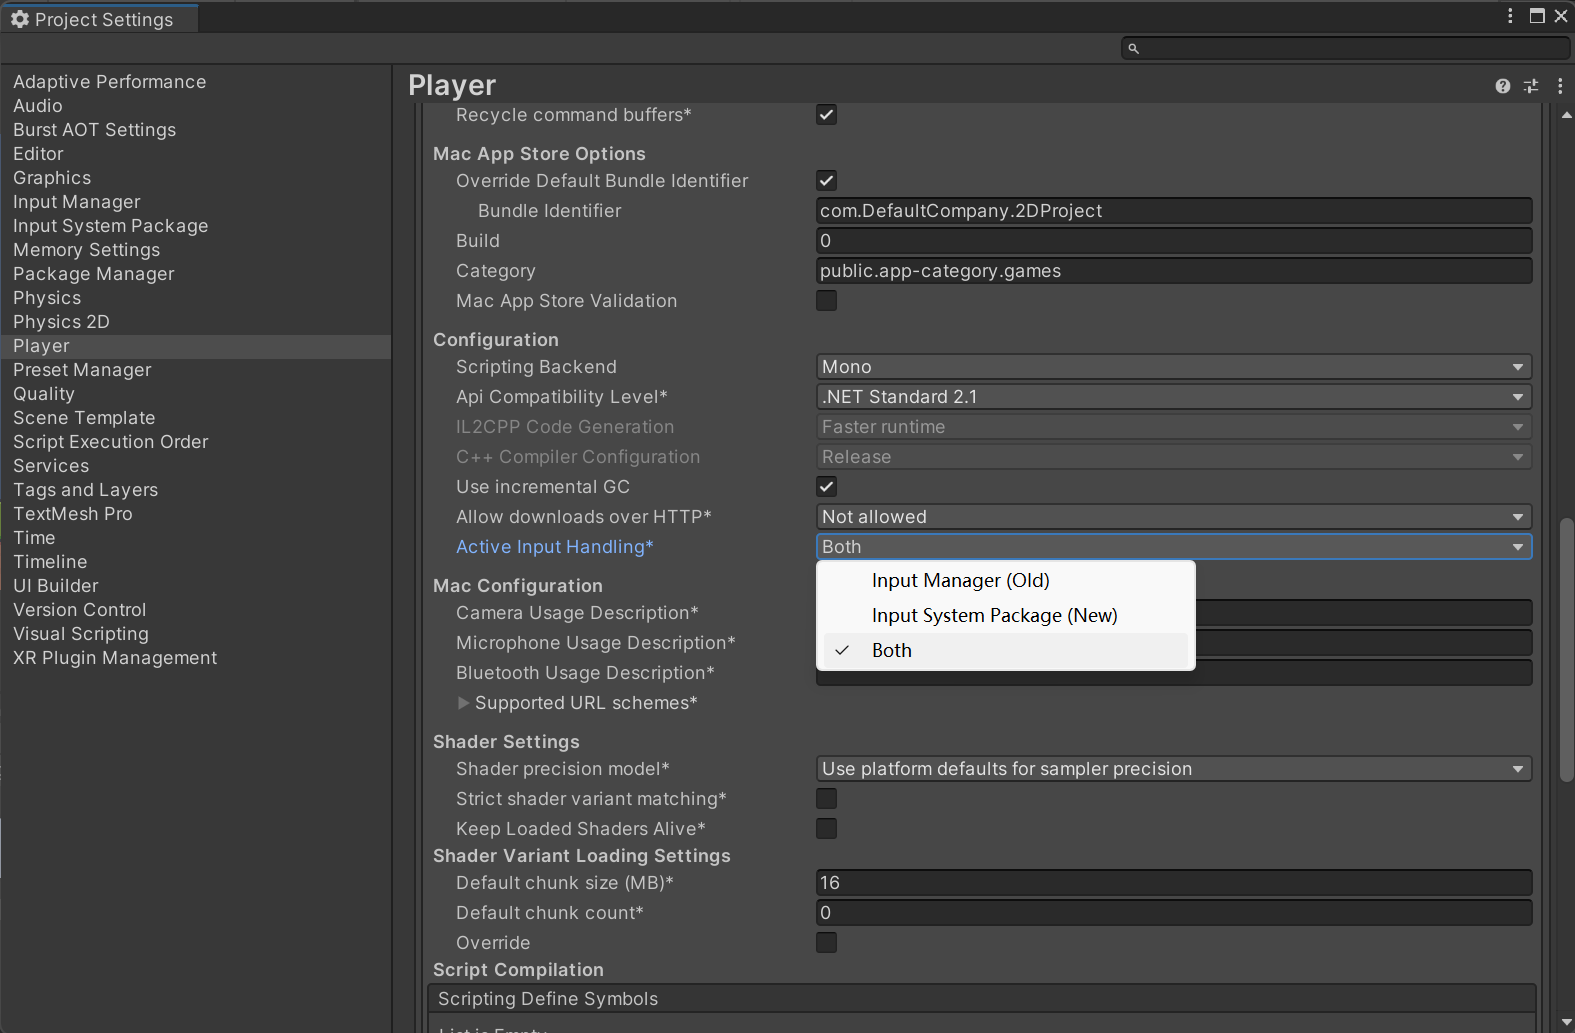 Project Settings
Adaptive Performance
Audio
Burst AOT Settings
Editor
Graphics
Input Manager
Input System Package
Memory Settings
Package Manager
Physics
Physics 2D
Player
Preset Manager
Quality
Scene Template
Script Execution Order
Services
Tags and Layers
TextMesh Pro
Time
Timeline
UI Builder
Version Control
Visual Scripting
XR Plugin Management
Player
Recycle command buffers*
Mac App Store Options
Override Default Bundle Identifier
Bundle Identifier com.DefaultCompany.2DProject
Build 0
Category public.app-category.games
Mac App Store Validation
Configuration
Scripting Backend Mono
Api Compatibility Level* .NET Standard 2.1
IL2CPP Code Generation Faster runtime
C++ Compiler Configuration Release
Use incremental GC
Allow downloads over HTTP* Not allowed
Active Input Handling* Both
Input Manager (Old)
Input System Package (New)
Both
Mac Configuration
Camera Usage Description*
Microphone Usage Description*
Bluetooth Usage Description*
Supported URL schemes*
Shader Settings
Shader precision model* Use platform defaults for sampler precision
Strict shader variant matching*
Keep Loaded Shaders Alive*
Shader Variant Loading Settings
Default chunk size (MB)* 16
Default chunk count* 0
Override
Script Compilation
Scripting Define Symbols
List is Empty